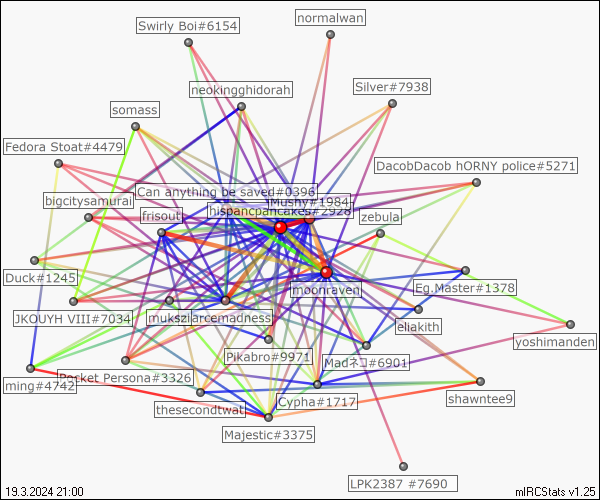 Swirly Boi#6154
normalwan
neokingghidorah
Silver#7938
somass
Fedora Stoat#4479
DacobDacob hORNY police#5271
Can anything be saved#0396
bigcitysamurai
Mushy#1984
hispancpancakes#2928
frisout
zebula
Duck#1245
moonraven
Eg.Master#1378
JKOUYH VIII#7034
muksz
arcemadness
eliakith
yoshimanden
Pikabro#9971
Madネコ#6901
ming#4742
Pocket Persona#3326
Cypha#1717
shawntee9
thesecondtwat
Majestic#3375
LPK2387 #7690
19.3.2024 21:00
mIRCStats v1.25